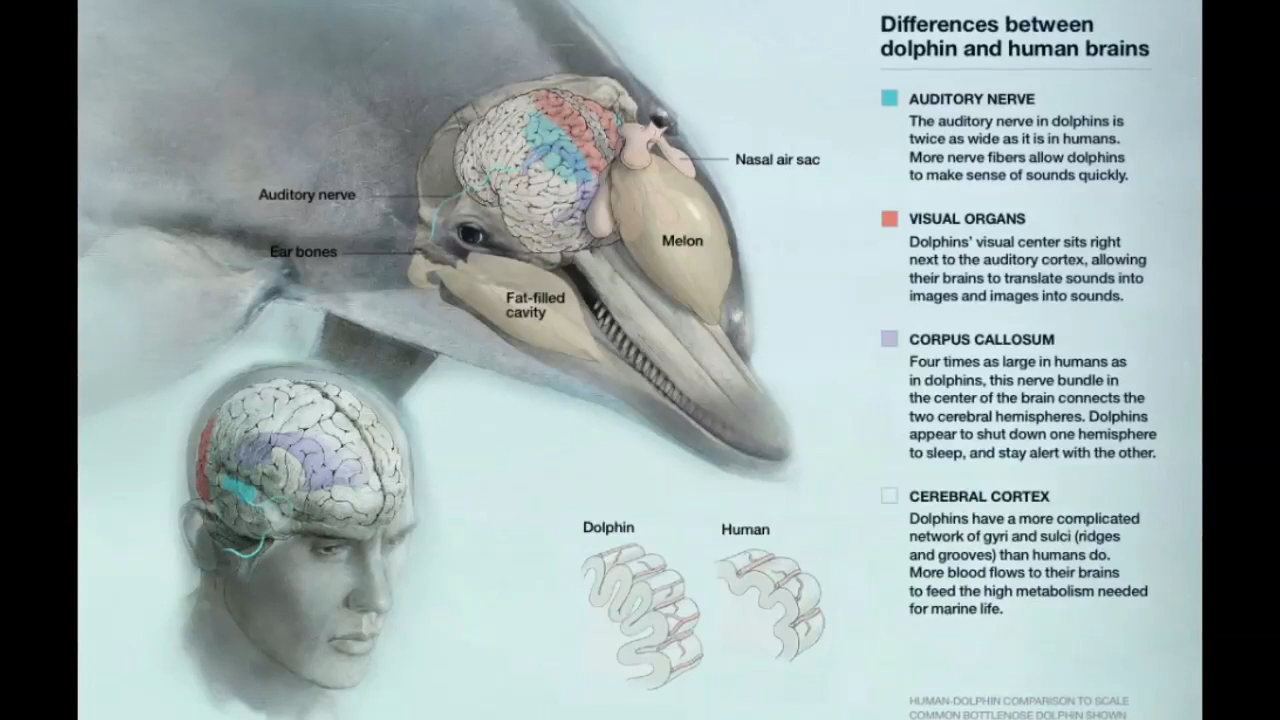 Differences between
dolphin and human brains
AUDITORY NERVE
The auditory nerve in dolphins is
twice as wide as it is in humans.
More nerve fibers allow dolphins
to make sense of sounds quickly.
VISUAL ORGANS
Dolphins' visual center sits right
next to the auditory cortex, allowing
their brains to translate sounds into
images and images into sounds.
CORPUS CALLOSUM
Four times as large in humans as
in dolphins, this nerve bundle in
the center of the brain connects the
two cerebral hemispheres. Dolphins
appear to shut down one hemisphere
to sleep, and stay alert with the other.
CEREBRAL CORTEX
Dolphins have a more complicated
network of gyri and sulci (ridges
and grooves) than humans do.
More blood flows to their brains
to feed the high metabolism needed
for marine life.
HUMAN-DOLPHIN COMPARISON TO SCALE
COMMON BOTTLENOSE DOLPHIN SHOWN
Nasal air sac
Auditory nerve
Melon
Ear bones
Fat-filled
cavity
Dolphin
Human